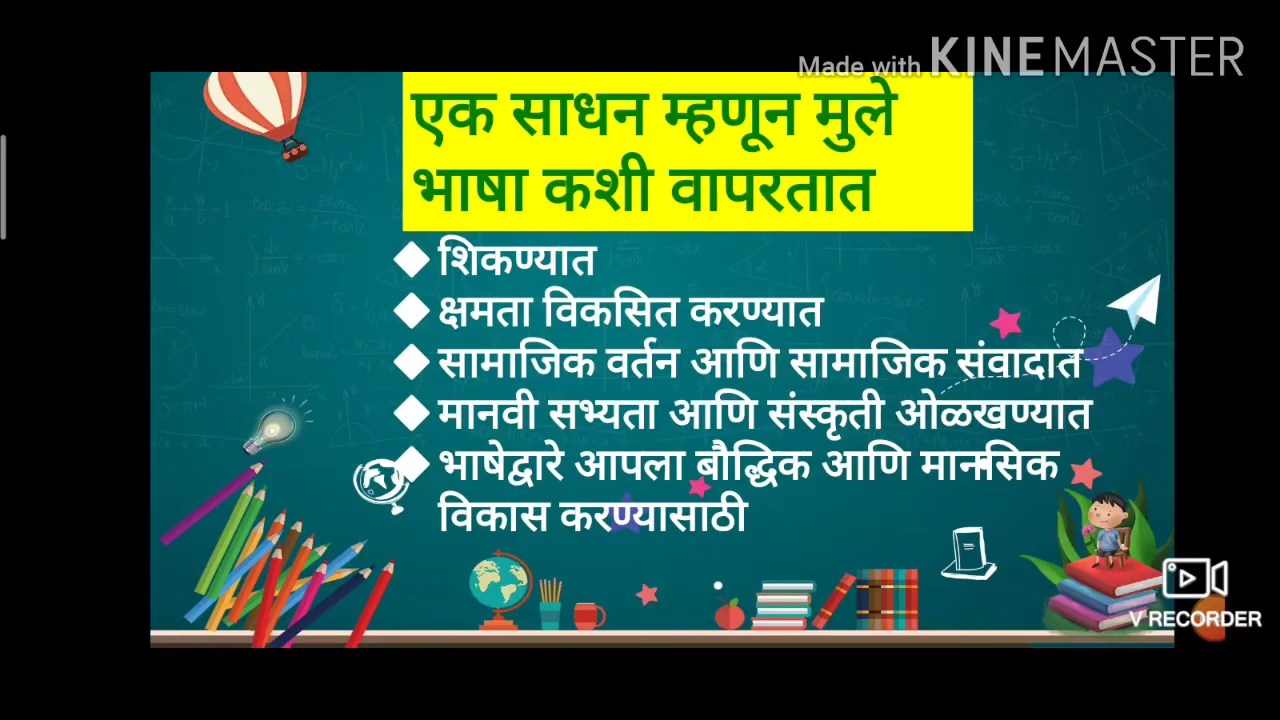 Made with KINEMASTER
एक साधन म्हणून मुले
भाषा कशी वापरतात
शिकण्यात
क्षमता विकसित करण्यात
सामाजिक वर्तन आणि सामाजिक संवादात
मानवी सभ्यता आणि संस्कृती ओळखण्यात
भाषेद्वारे आपला बौद्धिक आणि मानसिक
विकास करण्यासाठी
V RECORDER